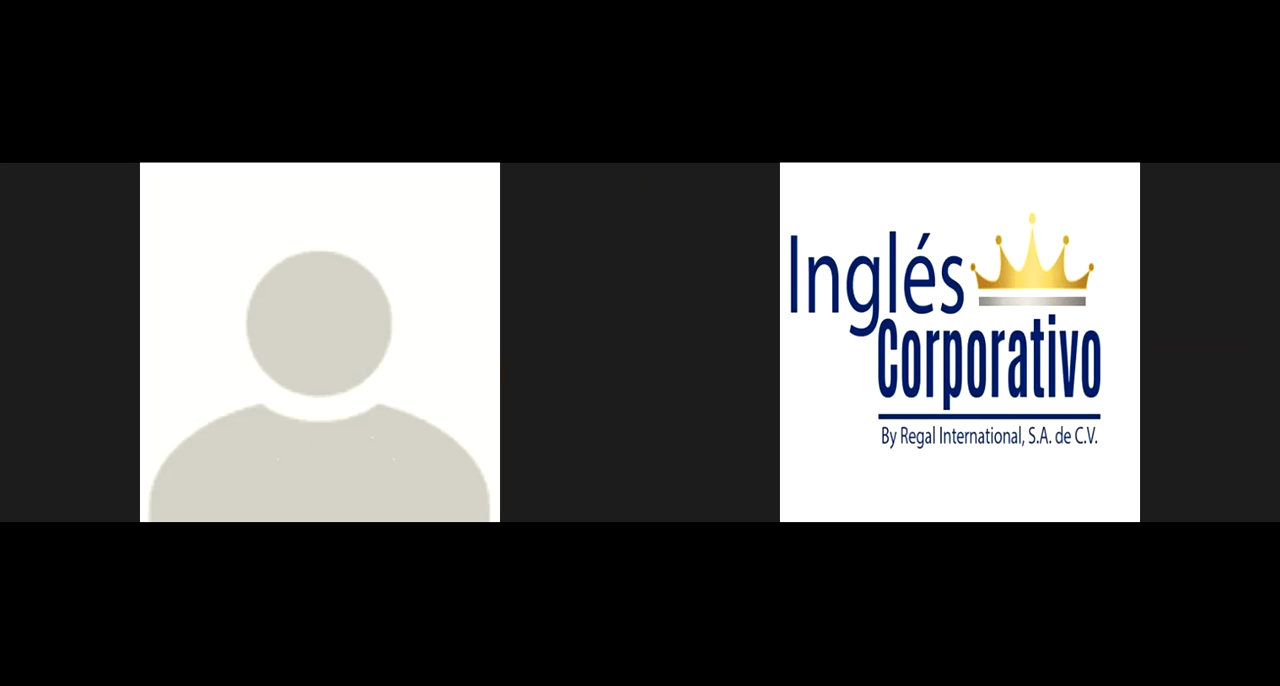 Inglés
Corporativo
By Regal International, S.A. de C.V.